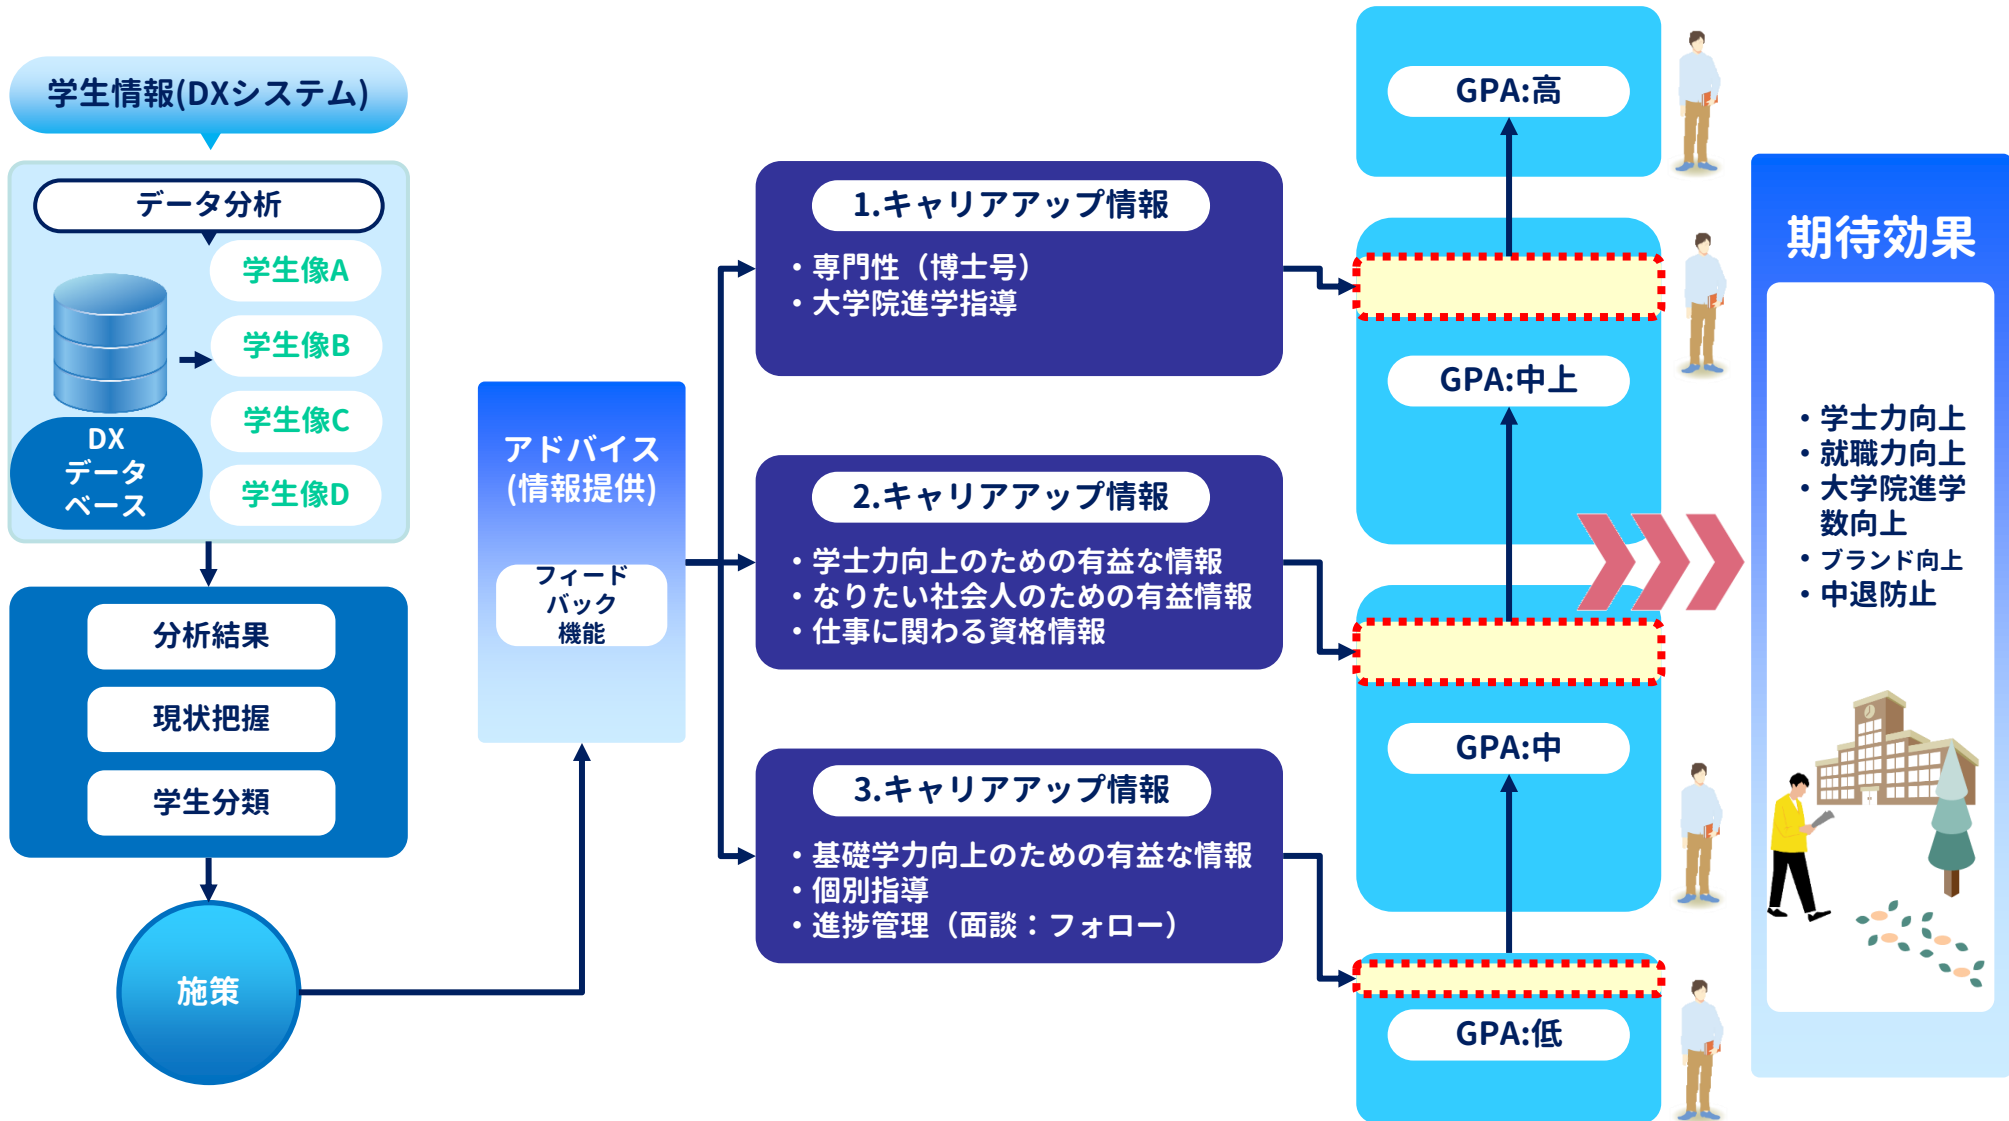 学生情報(DXシステム)
データ分析
学生像A
学生像B
学生像C
学生像D
DX
データ
ベース
分析結果
現状把握
学生分類
施策
アドバイス
(情報提供)
フィード
バック
機能
1.キャリアアップ情報
・専門性（博士号）
・大学院進学指導
2.キャリアアップ情報
・学士力向上のための有益な情報
・なりたい社会人のための有益情報
・仕事に関わる資格情報
3.キャリアアップ情報
・基礎学力向上のための有益な情報
・個別指導
・進捗管理（面談：フォロー）
GPA:高
GPA:中上
GPA:中
GPA:低
期待効果
・学士力向上
・就職力向上
・大学院進学
数向上
・ブランド向上
・中退防止